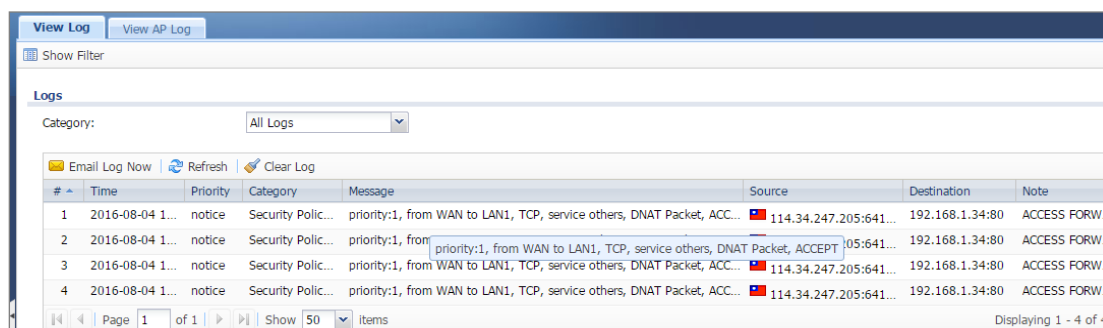 View Log View AP Log
Show Filter
Logs
Category: All Logs
Email Log Now Refresh Clear Log
# Time Priority Category Message Source Destination Note
1 2016-08-04 1... notice Security Polic... priority:1, from WAN to LAN1, TCP, service others, DNAT Packet, ACC... 114.34.247.205:641... 192.168.1.34:80 ACCESS FORW
2 2016-08-04 1... notice Security Polic... priority:1, from 05:641... 192.168.1.34:80 ACCESS FORW
priority:1, from WAN to LAN1, TCP, service others, DNAT Packet, ACCEPT
3 2016-08-04 1... notice Security Polic... priority:1, from WAN to LAN1, TCP, service others, DNAT Packet, ACC... 114.34.247.205:641... 192.168.1.34:80 ACCESS FORW
4 2016-08-04 1... notice Security Polic... priority:1, from WAN to LAN1, TCP, service others, DNAT Packet, ACC... 114.34.247.205:641... 192.168.1.34:80 ACCESS FORW
Page 1 of 1 Show 50 items Displaying 1 - 4 of